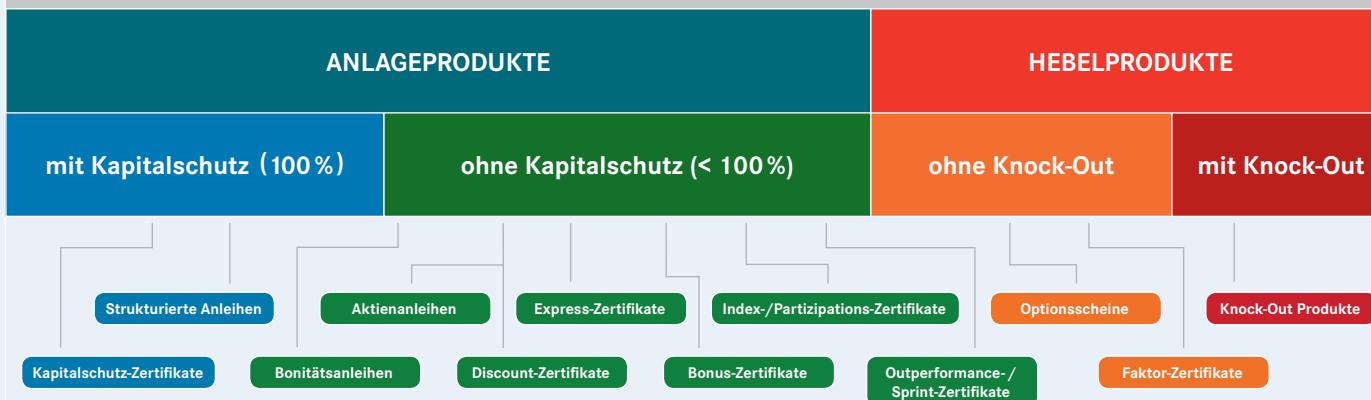 ANLAGEPRODUKTE
HEBELPRODUKTE
mit Kapitalschutz (100 %)
ohne Kapitalschutz (< 100 %)
ohne Knock-Out
mit Knock-Out
Strukturierte Anleihen
Aktienanleihen
Express-Zertifikate
Index-/Partizipations-Zertifikate
Optionsscheine
Knock-Out Produkte
Kapitalschutz-Zertifikate
Bonitätsanleihen
Discount-Zertifikate
Bonus-Zertifikate
Outperformance- /
Sprint-Zertifikate
Faktor-Zertifikate